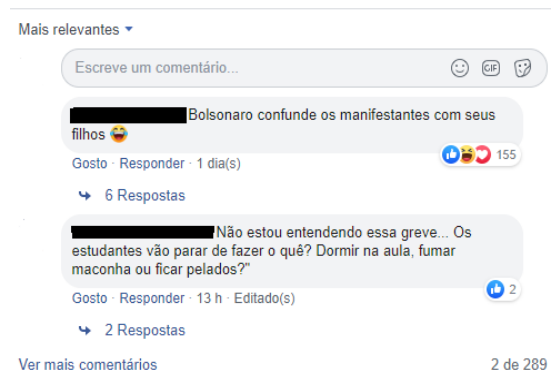 Mais relevantes
Escreve um comentário...
GIF
Bolsonaro confunde os manifestantes com seus
filhos 😂
155
Gosto · Responder · 1 dia(s)
6 Respostas
Não estou entendendo essa greve... Os
estudantes vão parar de fazer o quê? Dormir na aula, fumar
maconha ou ficar pelados?"
2
Gosto · Responder · 13 h · Editado(s)
2 Respostas
Ver mais comentários 2 de 289